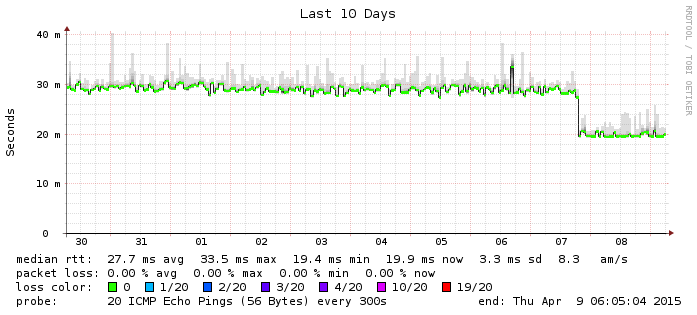 Last 10 Days
RRDTOOL / TOBI OETIKER
Seconds
40 m
30 m
20 m
10 m
0
30 31 01 02 03 04 05 06 07 08
median rtt: 27.7 ms avg 33.5 ms max 19.4 ms min 19.9 ms now 3.3 ms sd 8.3 am/s
packet loss: 0.00 % avg 0.00 % max 0.00 % min 0.00 % now
loss color: 0 1/20 2/20 3/20 4/20 10/20 19/20
probe: 20 ICMP Echo Pings (56 Bytes) every 300s end: Thu Apr 9 06:05:04 2015